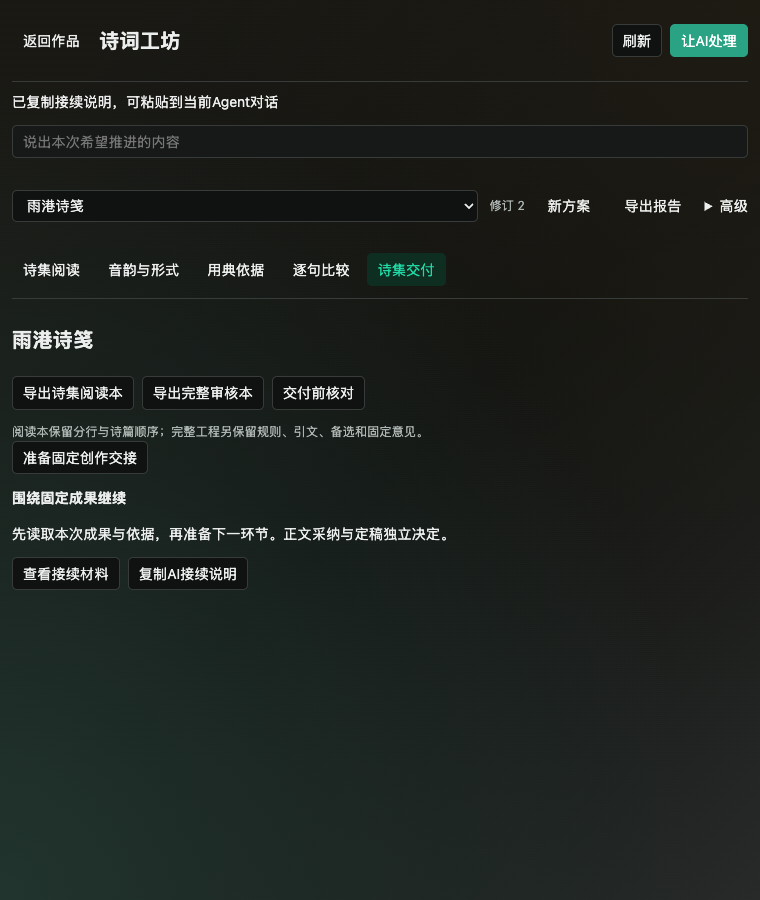 返回作品 诗词工坊 刷新 让AI处理
已复制接续说明，可粘贴到当前Agent对话
说出本次希望推进的内容
雨港诗笺 修订 2 新方案 导出报告 ▶ 高级
诗集阅读 音韵与形式 用典依据 逐句比较 诗集交付
雨港诗笺
导出诗集阅读本 导出完整审核本 交付前核对
阅读本保留分行与诗篇顺序；完整工程另保留规则、引文、备选和固定意见。
准备固定创作交接
围绕固定成果继续
先读取本次成果与依据，再准备下一环节。正文采纳与定稿独立决定。
查看接续材料 复制AI接续说明